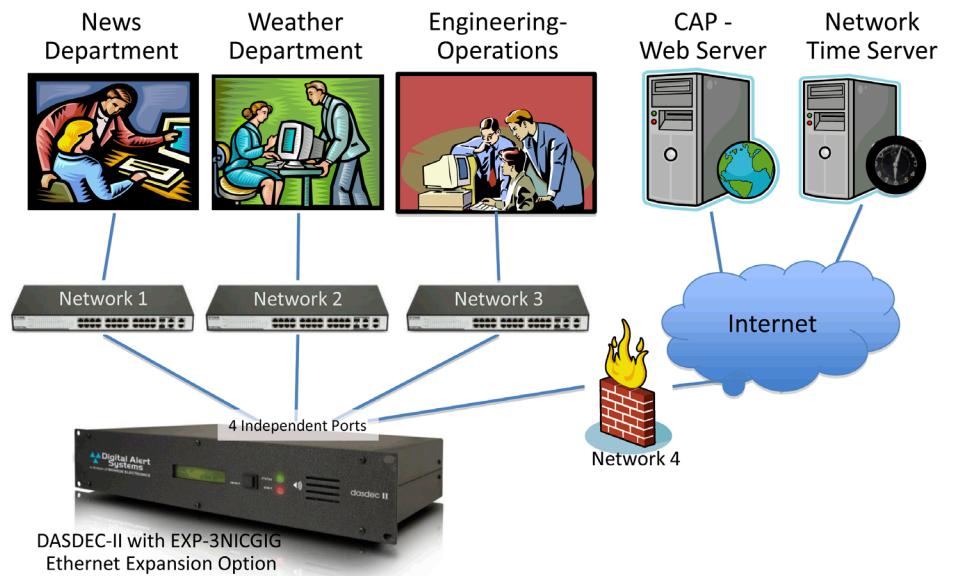 News
Department
Weather
Department
Engineering-
Operations
CAP -
Web Server
Network
Time Server
Network 1
Network 2
Network 3
Internet
4 Independent Ports
Network 4
Digital Alert
Systems
dasdec II
DASDEC-II with EXP-3NICGIG
Ethernet Expansion Option